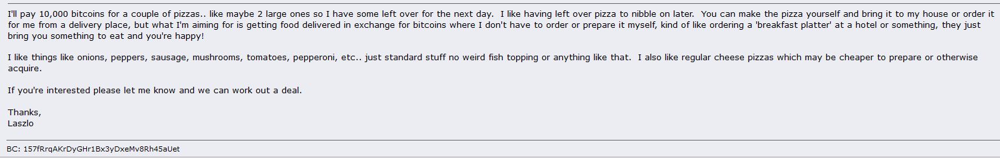 I'll pay 10,000 bitcoins for a couple of pizzas.. like maybe 2 large ones so I have some left over for the next day.  I like having left over pizza to nibble on later.  You can make the pizza yourself and bring it to my house or order it
for me from a delivery place, but what I'm aiming for is getting food delivered in exchange for bitcoins where I don't have to order or prepare it myself, kind of like ordering a 'breakfast platter' at a hotel or something, they just
bring you something to eat and you're happy!
I like things like onions, peppers, sausage, mushrooms, tomatoes, pepperoni, etc.. just standard stuff no weird fish topping or anything like that.  I also like regular cheese pizzas which may be cheaper to prepare or otherwise
acquire.
If you're interested please let me know and we can work out a deal.
Thanks,
Laszlo
BC: 157fRrqAKrDyGHr1Bx3yDxeMv8Rh45aUet